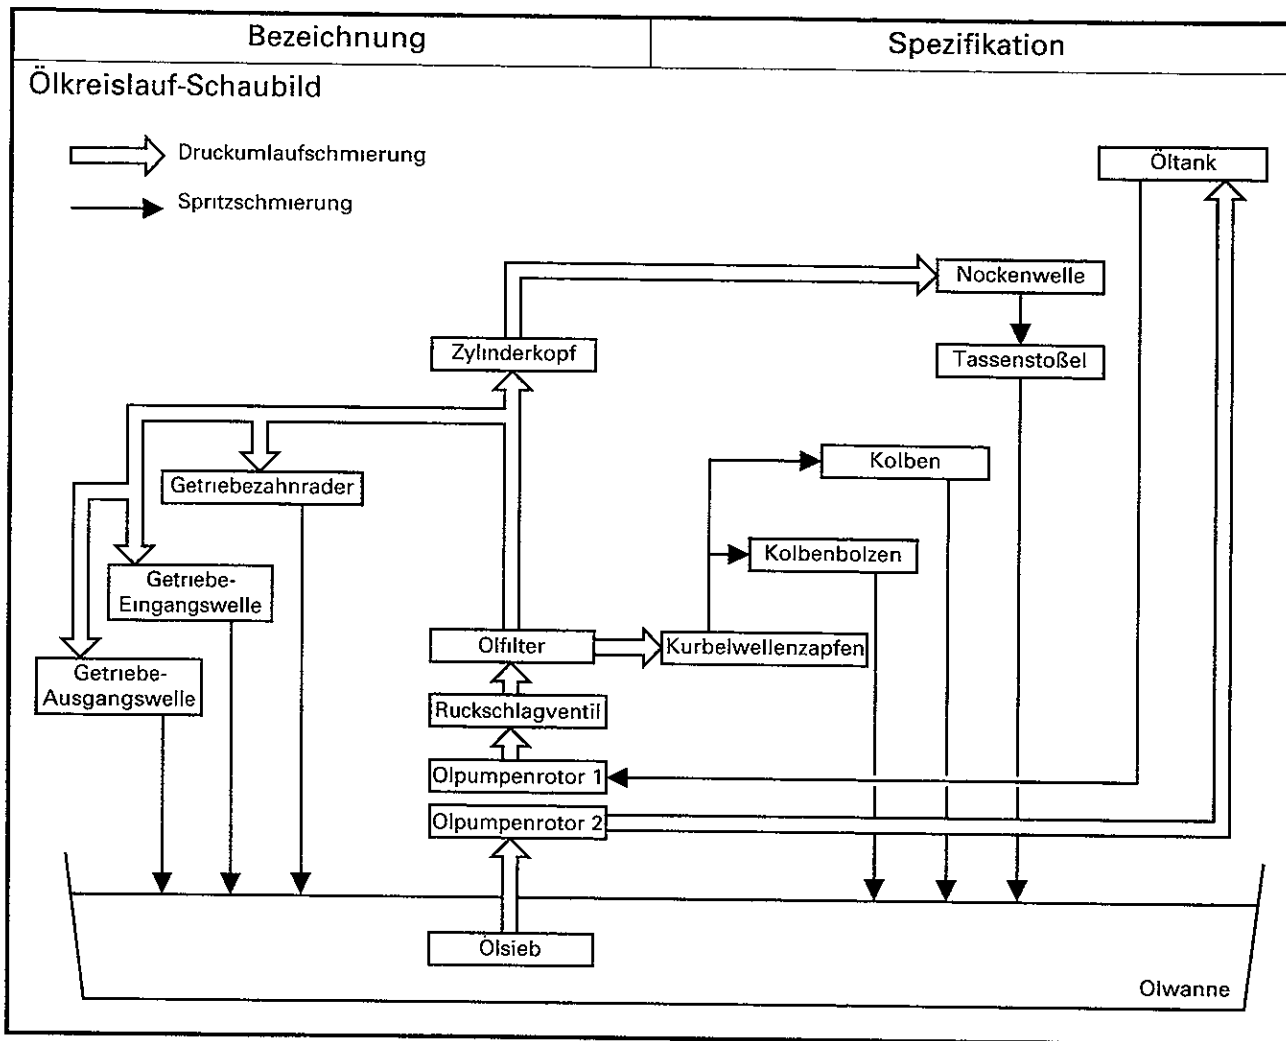 Bezeichnung
Spezifikation
Ölkreislauf-Schaubild
Druckumlaufschmierung
Spritzschmierung
Öltank
Nockenwelle
Zylinderkopf
Tassenstoßel
Kolben
Getriebezahnrader
Kolbenbolzen
Getriebe-
Eingangswelle
Olfilter
Kurbelwellenzapfen
Getriebe-
Ausgangswelle
Ruckschlagventil
Olpumpenrotor 1
Olpumpenrotor 2
Ölsieb
Olwanne